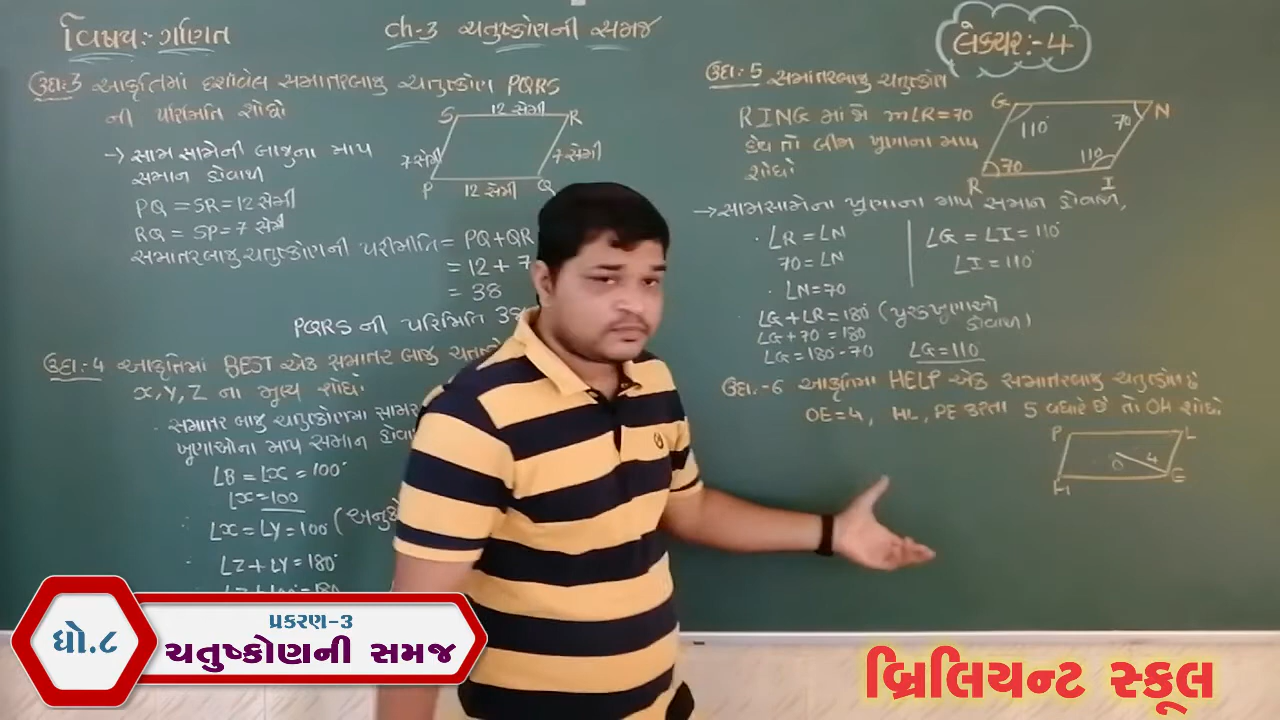 વિષય:- ગણિત
ch-3 ચતુષ્કોણની સમજ
લેક્ચર:-4
ઉદા:3 આકૃતિમાં દર્શાવેલ સમાતરબાજુ ચતુષ્કોણ PQRS
ની પરિમિતિ શોધો
S 12 સેમી R
7 સેમી 7 સેમી
P 12 સેમી Q
→ સામ સામેની બાજુના માપ
સમાન હોવાથી
PQ = SR = 12 સેમી
RQ = SP = 7 સેમી
સમાતરબાજુ ચતુષ્કોણની પરીમીતિ = PQ+QR
= 12 + 7
= 38
PQRS ની પરિમિતિ 38
ઉદા:4 આકૃતિમાં BEST એક સમાતર બાજુ
x, y, z ના મુલ્ય શોધો
· સમાતર બાજુ ચતુષ્કોણમા
ખૂણાઓના માપ સમાન
∠B = ∠x = 100°
∠x = 100
∠x = ∠y = 100 (
∠z + ∠y = 180°
ઉદા:5 સમાતરબાજુ ચતુષ્કોણ
RING માં જો m∠R = 70
હોય તો બીજા ખુણાના માપ
શોધો
G N
110° 70
70 110
R I
→ સામસામેના ખુણાના માપ સમાન હોવાથી,
· ∠R = ∠N
70 = ∠N
· ∠N = 70
∠G = ∠I = 110°
∠I = 110°
∠G + ∠R = 180° (પુરકખુણાઓ
હોવાથી)
∠G + 70 = 180
∠G = 180 - 70 ∠G = 110°
ઉદા:-6 આકૃતિમા HELP એક સમાતરબાજુ ચતુષ્કોણ છે
OE = 4, HL, PE કરતા 5 વધારે છે તો OH શોધો
P L
O 4
H E
ધો.૮
પ્રકરણ-૩
ચતુષ્કોણની સમજ
બ્રિલિયન્ટ સ્કૂલ